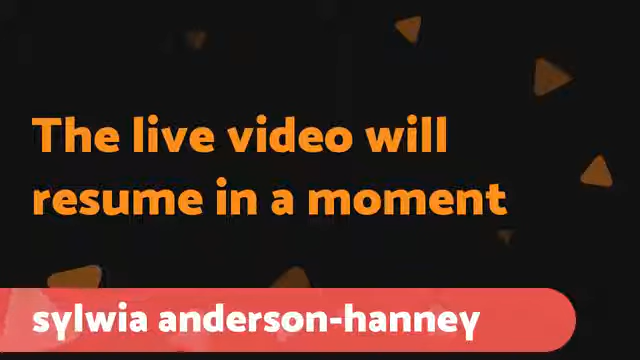 The live video will
resume in a moment
sylwia anderson-hanney